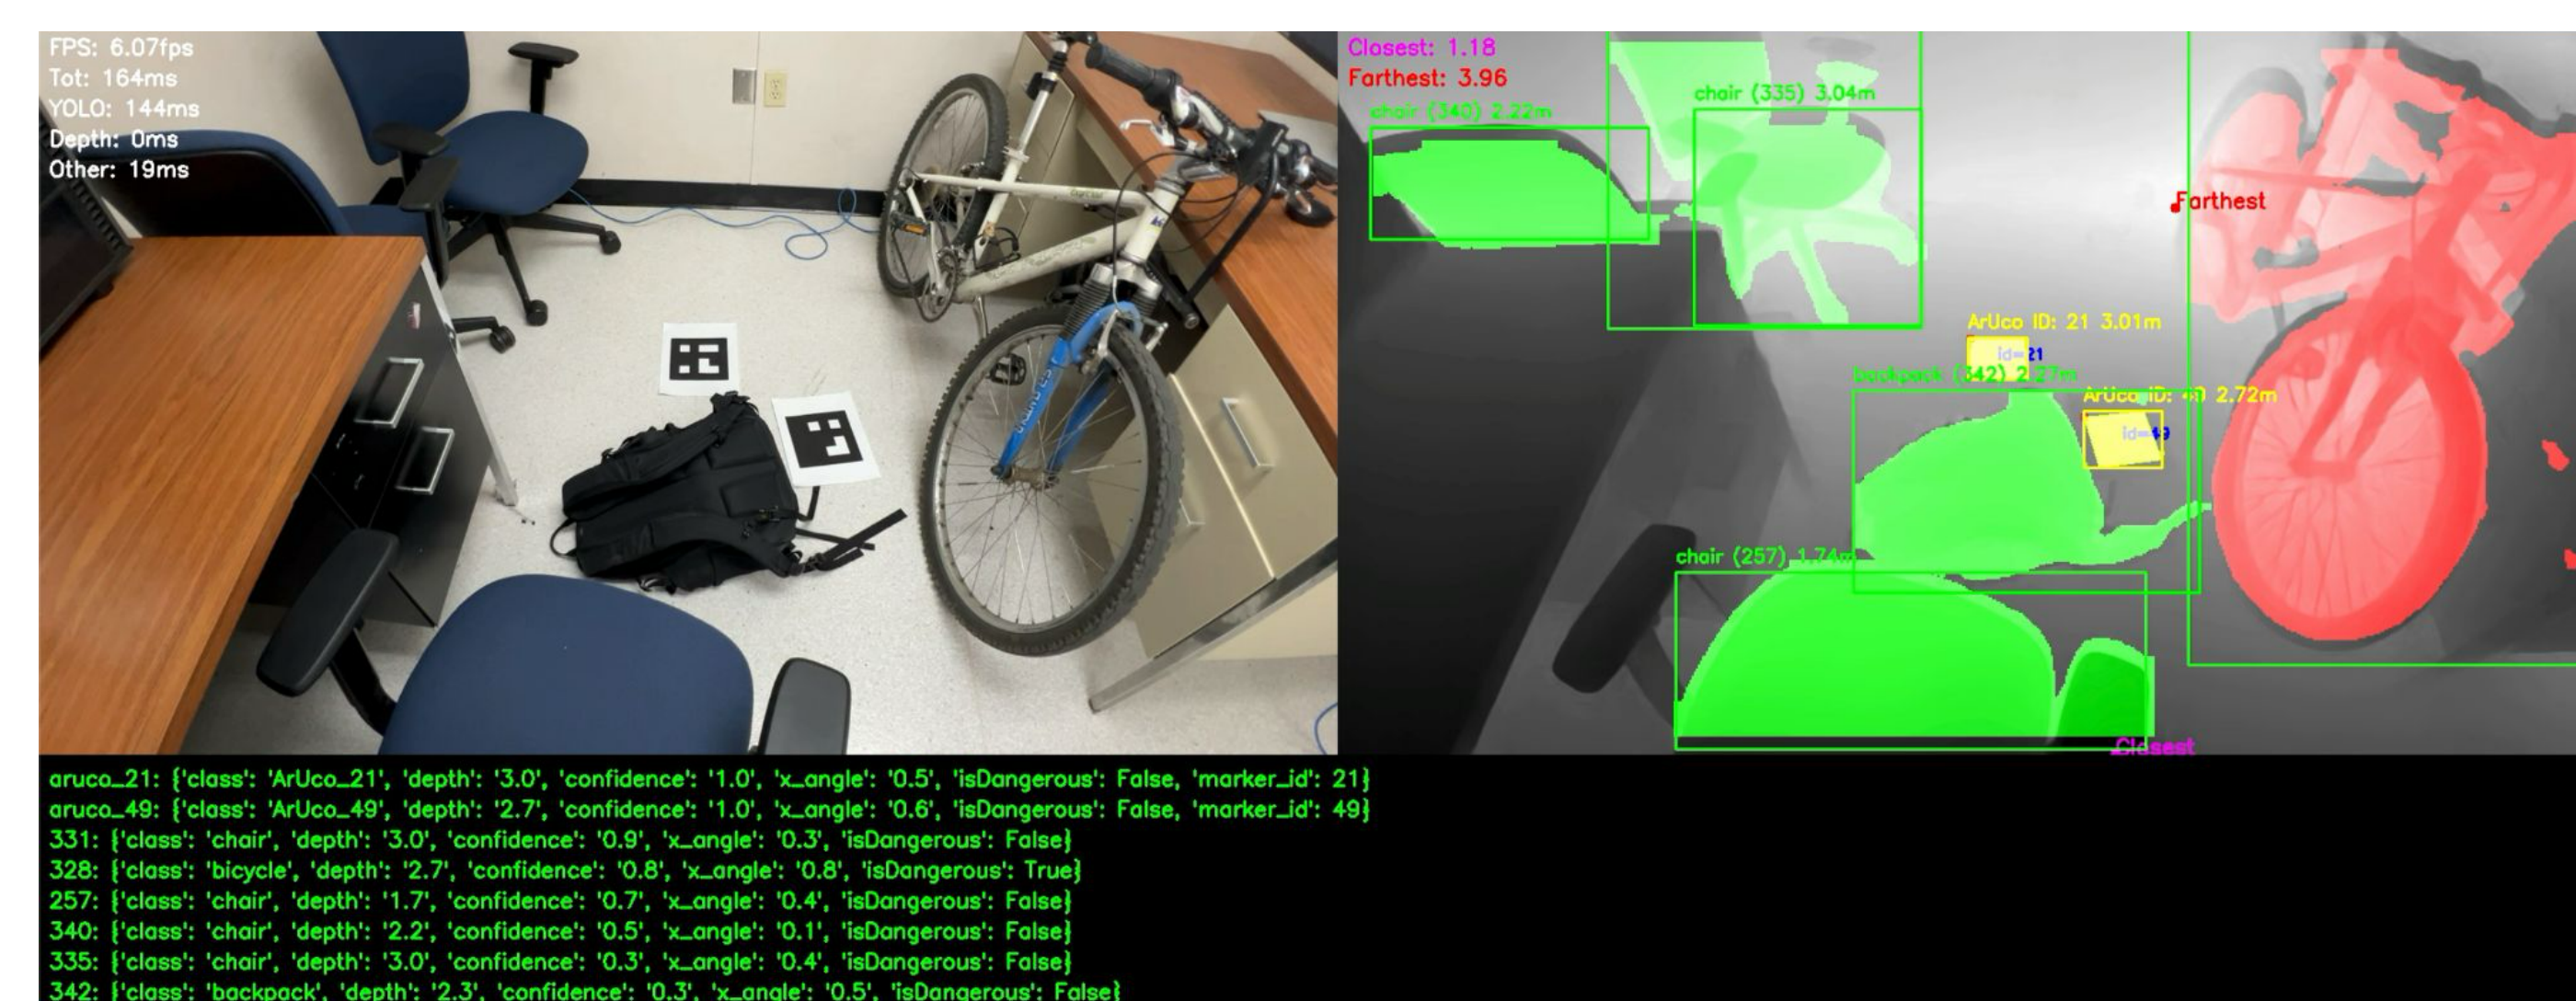 FPS: 6.07fps
Tot: 164ms
YOLO: 144ms
Depth: 0ms
Other: 19ms
Closest: 1.18
Farthest: 3.96
chair (340) 2.22m
chair (335) 3.04m
Farthest
ArUco ID: 21 3.01m
id=21
backpack (342) 2.27m
ArUco ID: 49 2.72m
id=49
chair (257) 1.74m
Closest
aruco_21: {'class': 'ArUco_21', 'depth': '3.0', 'confidence': '1.0', 'x_angle': '0.5', 'isDangerous': False, 'marker_id': 21}
aruco_49: {'class': 'ArUco_49', 'depth': '2.7', 'confidence': '1.0', 'x_angle': '0.6', 'isDangerous': False, 'marker_id': 49}
331: {'class': 'chair', 'depth': '3.0', 'confidence': '0.9', 'x_angle': '0.3', 'isDangerous': False}
328: {'class': 'bicycle', 'depth': '2.7', 'confidence': '0.8', 'x_angle': '0.8', 'isDangerous': True}
257: {'class': 'chair', 'depth': '1.7', 'confidence': '0.7', 'x_angle': '0.4', 'isDangerous': False}
340: {'class': 'chair', 'depth': '2.2', 'confidence': '0.5', 'x_angle': '0.1', 'isDangerous': False}
335: {'class': 'chair', 'depth': '3.0', 'confidence': '0.3', 'x_angle': '0.4', 'isDangerous': False}
342: {'class': 'backpack', 'depth': '2.3', 'confidence': '0.3', 'x_angle': '0.5', 'isDangerous': False}